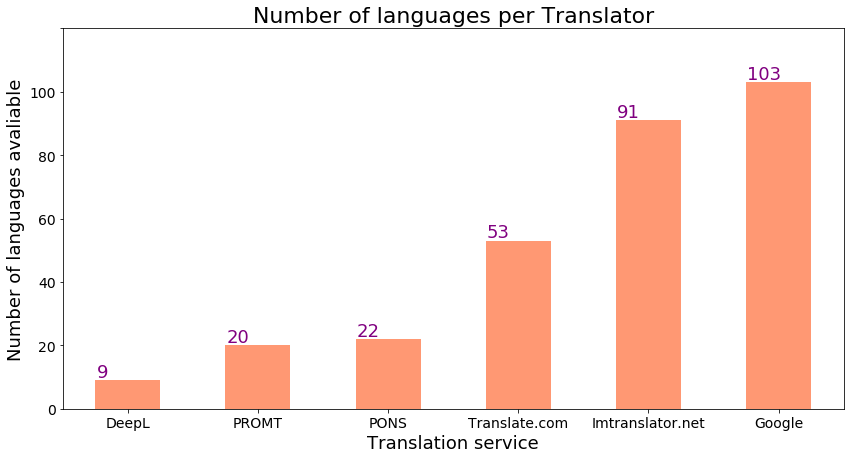 Number of languages per Translator
Number of languages avaliable
100
80
60
40
20
0
9
20
22
53
91
103
DeepL
PROMT
PONS
Translate.com
Imtranslator.net
Google
Translation service